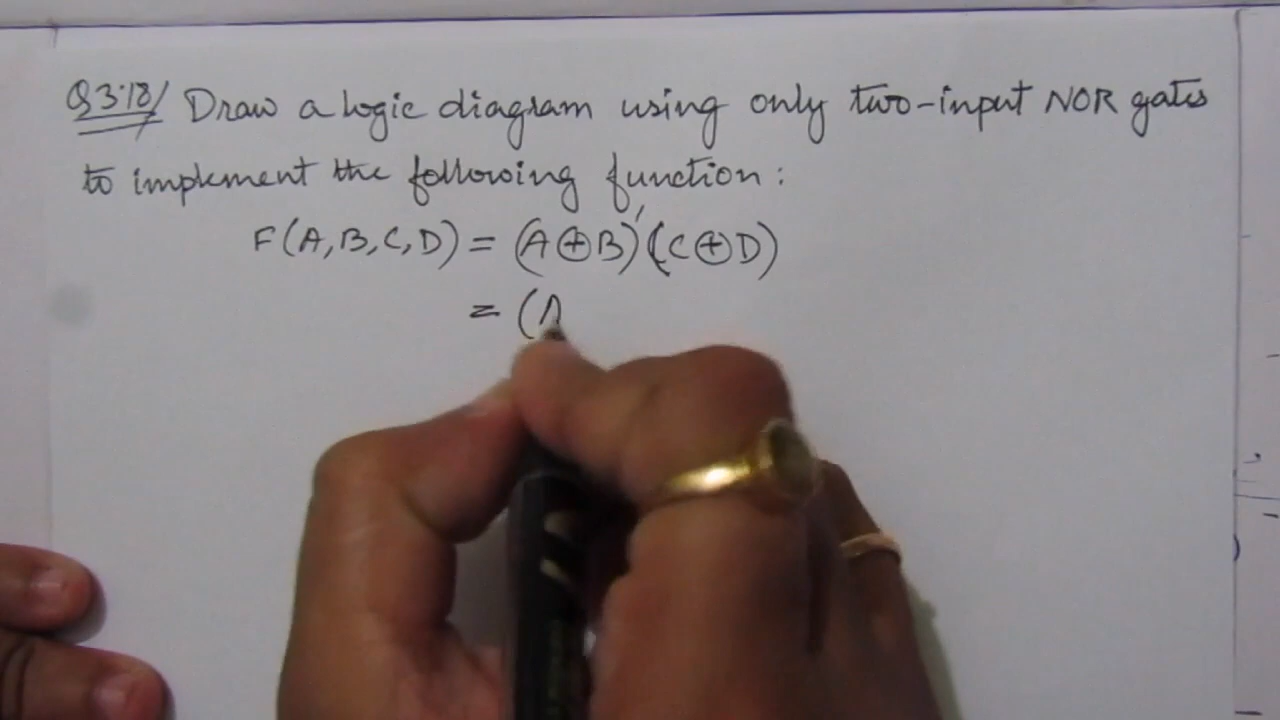 Q3.18/ Draw a logic diagram using only two-input NOR gates
to implement the following function:
F(A,B,C,D) = (A⊕B)'(C⊕D)
= (A